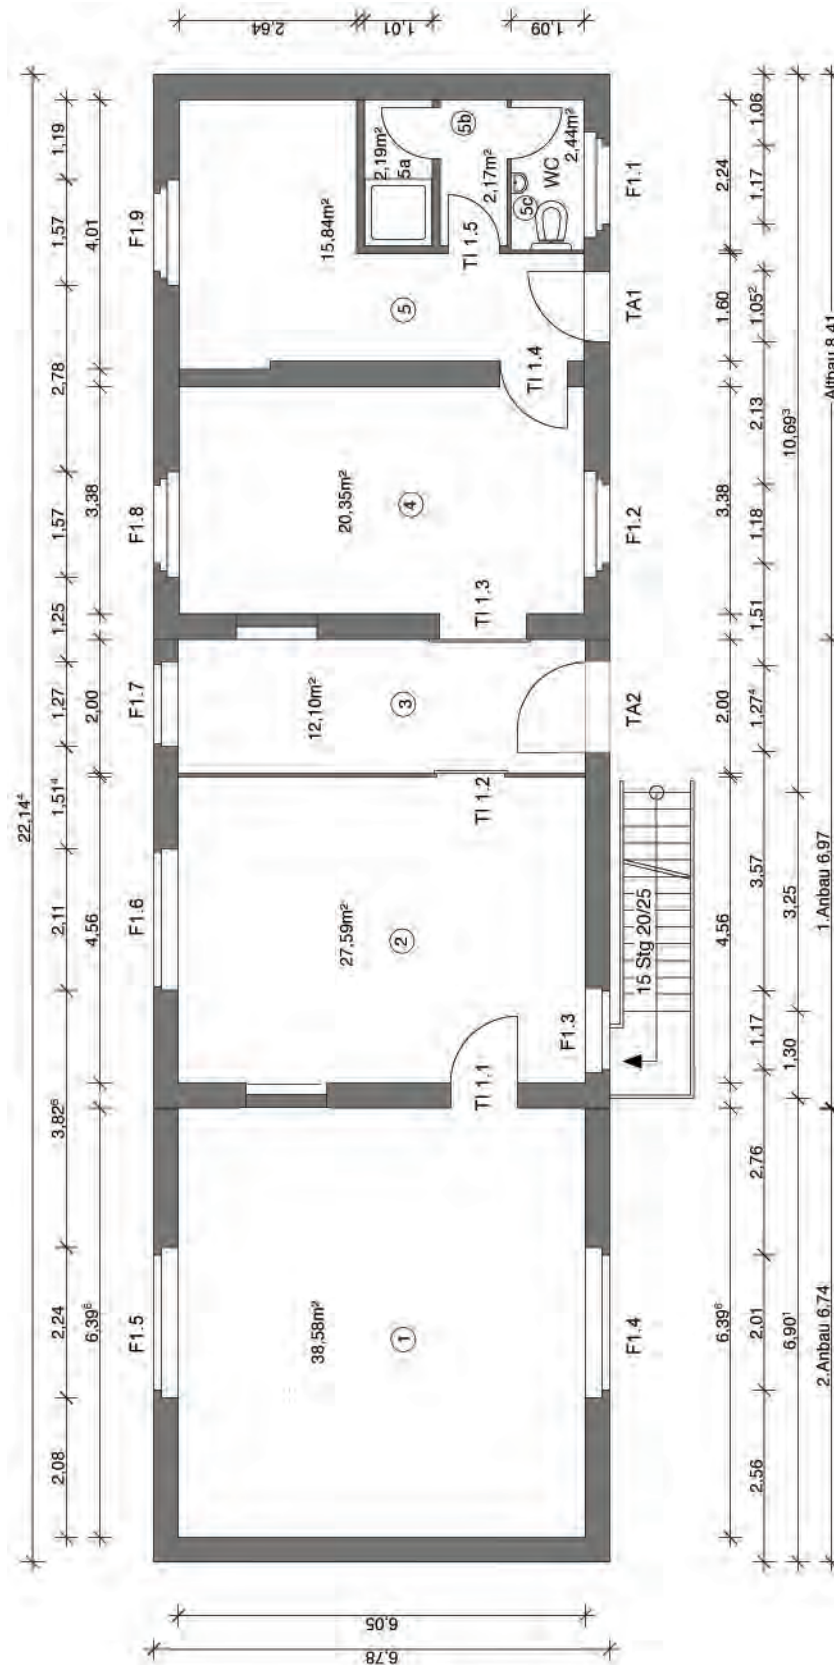 2,64
1,01
1,09
22,14⁴
1,19
1,57
2,78
1,57
1,25
1,27
1,51⁴
2,11
3,82⁶
2,24
2,08
4,01
3,38
2,00
4,56
6,39⁶
F1.9
F1.8
F1.7
F1.6
F1.5
15,84m²
5
2,19m²
5a
5b
2,17m²
5c
WC
2,44m²
TI 1.5
TI 1.4
20,35m²
4
TI 1.3
12,10m²
3
TI 1.2
27,59m²
2
TI 1.1
38,58m²
1
F1.1
TA1
F1.2
TA2
F1.3
F1.4
15 Stg 20/25
2,24
1,60
3,38
2,00
4,56
6,39⁶
1,06
1,17
1,05²
2,13
1,18
1,51
1,27⁴
3,57
1,17
2,76
2,01
2,56
10,69³
3,25
1,30
6,90¹
Altbau 8,41
1.Anbau 6,97
2.Anbau 6,74
6,05
6,78